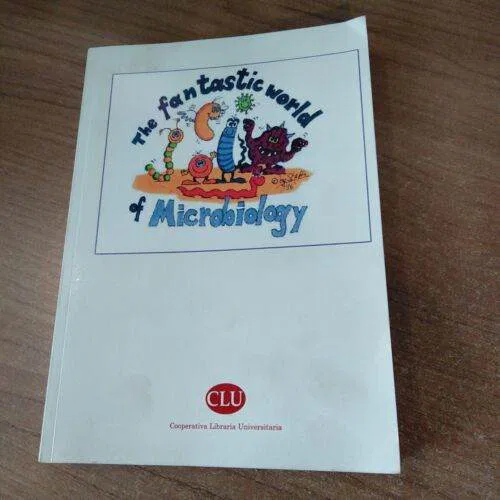 The fantastic world
of Microbiology
CLU
Cooperativa Libraria Universitaria